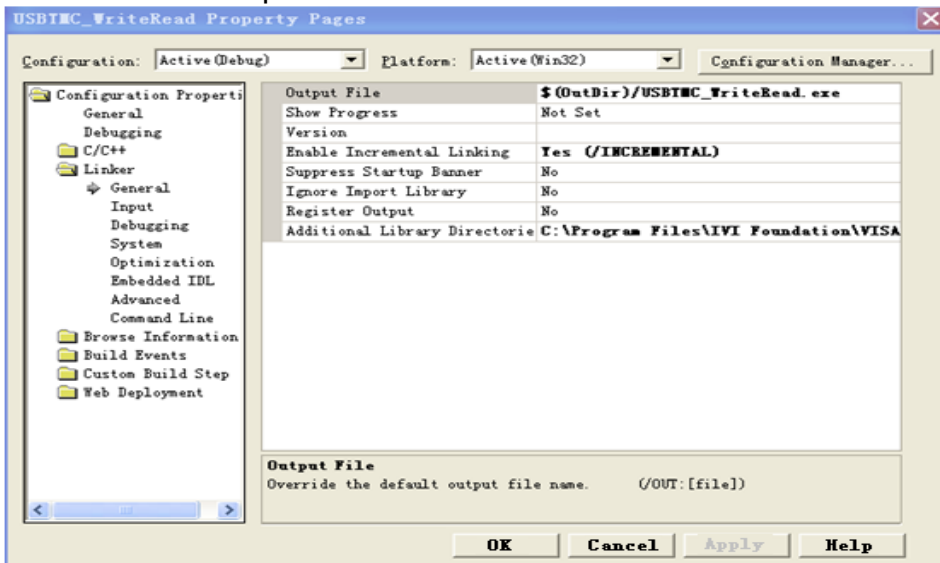 USBTMC_WriteRead Property Pages
Configuration: Active(Debug) Platform: Active(Win32) Configuration Manager...
Configuration Properti
General
Debugging
C/C++
Linker
General
Input
Debugging
System
Optimization
Embedded IDL
Advanced
Command Line
Browse Information
Build Events
Custom Build Step
Web Deployment
Output File $(OutDir)/USBTMC_WriteRead.exe
Show Progress Not Set
Version
Enable Incremental Linking Yes (/INCREMENTAL)
Suppress Startup Banner No
Ignore Import Library No
Register Output No
Additional Library Directorie C:\Program Files\IVI Foundation\VISA
Output File
Override the default output file name. (/OUT:[file])
OK Cancel Apply Help